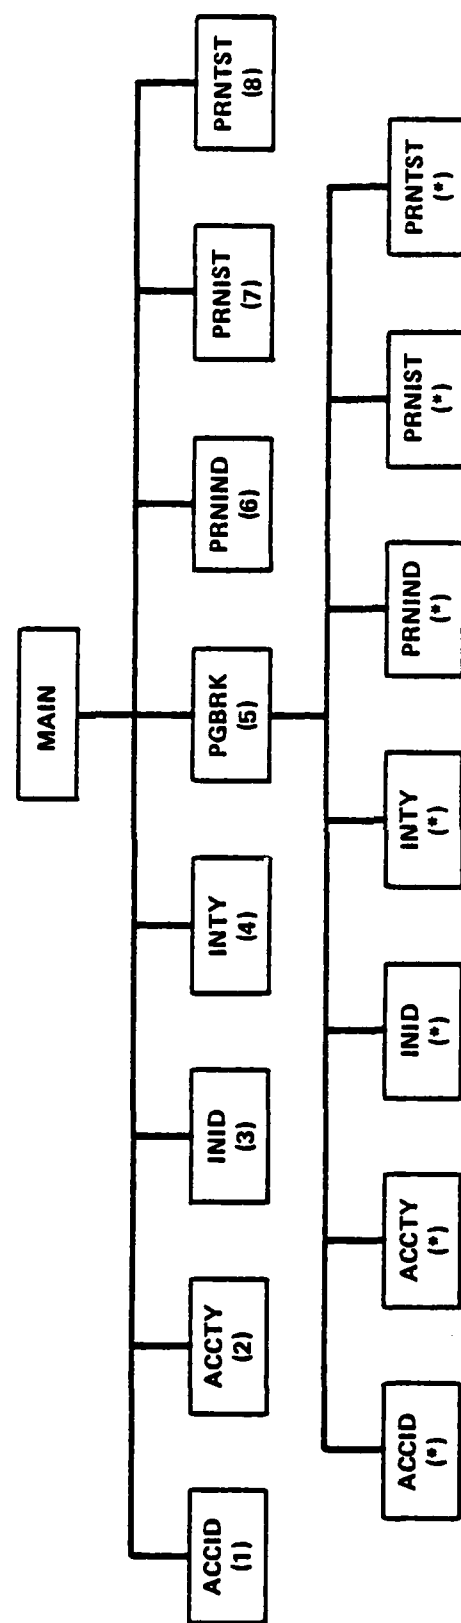 MAIN
ACCID
(1)
ACCTY
(2)
INID
(3)
INTY
(4)
PGBRK
(5)
PRNIND
(6)
PRNIST
(7)
PRNTST
(8)
ACCID
(*)
ACCTY
(*)
INID
(*)
INTY
(*)
PRNIND
(*)
PRNIST
(*)
PRNTST
(*)